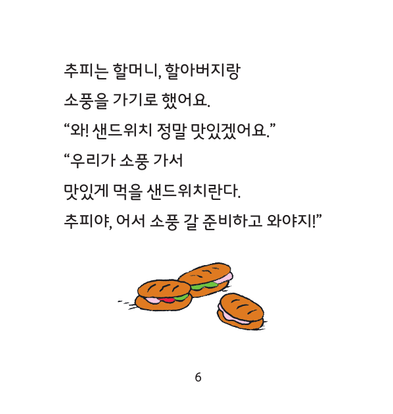 추피는 할머니, 할아버지랑
소풍을 가기로 했어요.
“와! 샌드위치 정말 맛있겠어요.”
“우리가 소풍 가서
맛있게 먹을 샌드위치란다.
추피야, 어서 소풍 갈 준비하고 와야지!”
6